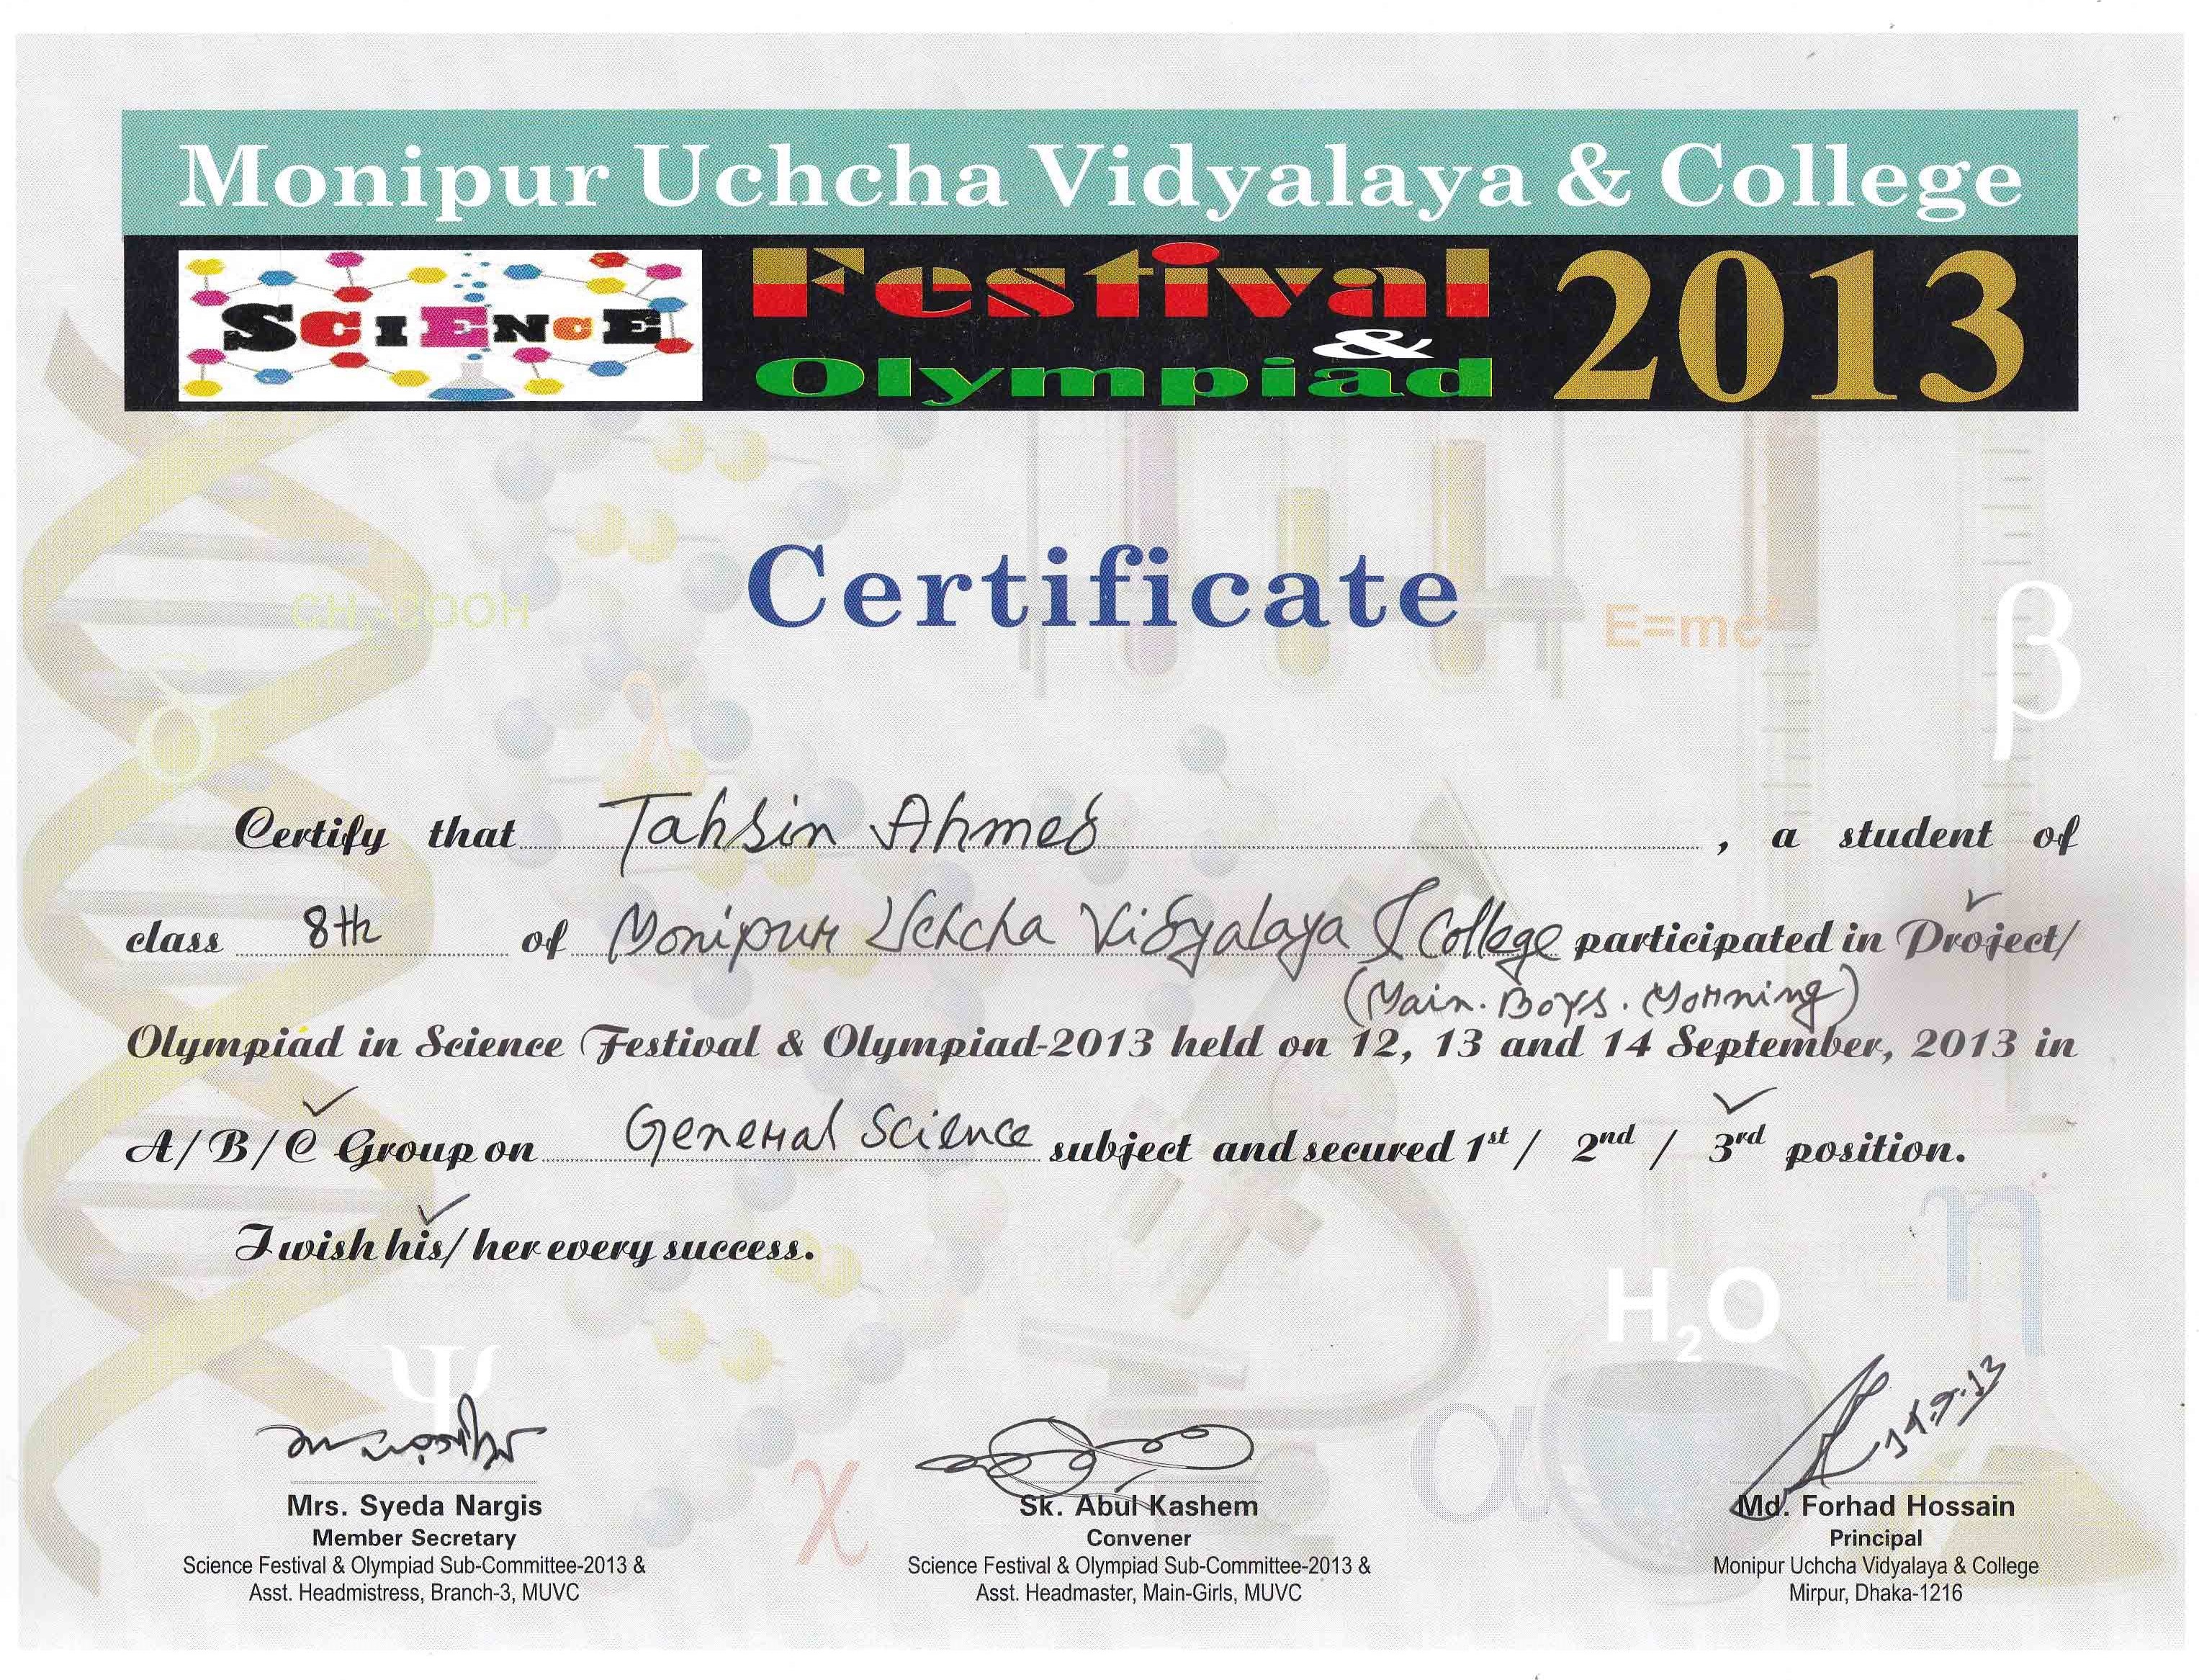 Monipur Uchcha Vidyalaya & College
SCIENCE Festival & Olympiad 2013
Certificate
CH3-COOH
E=mc²
β
λ
Certify that Tahsin Ahmed, a student of
class 8th of Monipur Uchcha Vidyalaya & College participated in Project/
(Main. Boys. Morning)
Olympiad in Science Festival & Olympiad-2013 held on 12, 13 and 14 September, 2013 in
A/B/C Group on General Science subject and secured 1st / 2nd / 3rd position.
I wish his/ her every success.
H2O
η
Ψ
α
χ
14.9.13
Mrs. Syeda Nargis
Member Secretary
Science Festival & Olympiad Sub-Committee-2013 &
Asst. Headmistress, Branch-3, MUVC
Sk. Abul Kashem
Convener
Science Festival & Olympiad Sub-Committee-2013 &
Asst. Headmaster, Main-Girls, MUVC
Md. Forhad Hossain
Principal
Monipur Uchcha Vidyalaya & College
Mirpur, Dhaka-1216